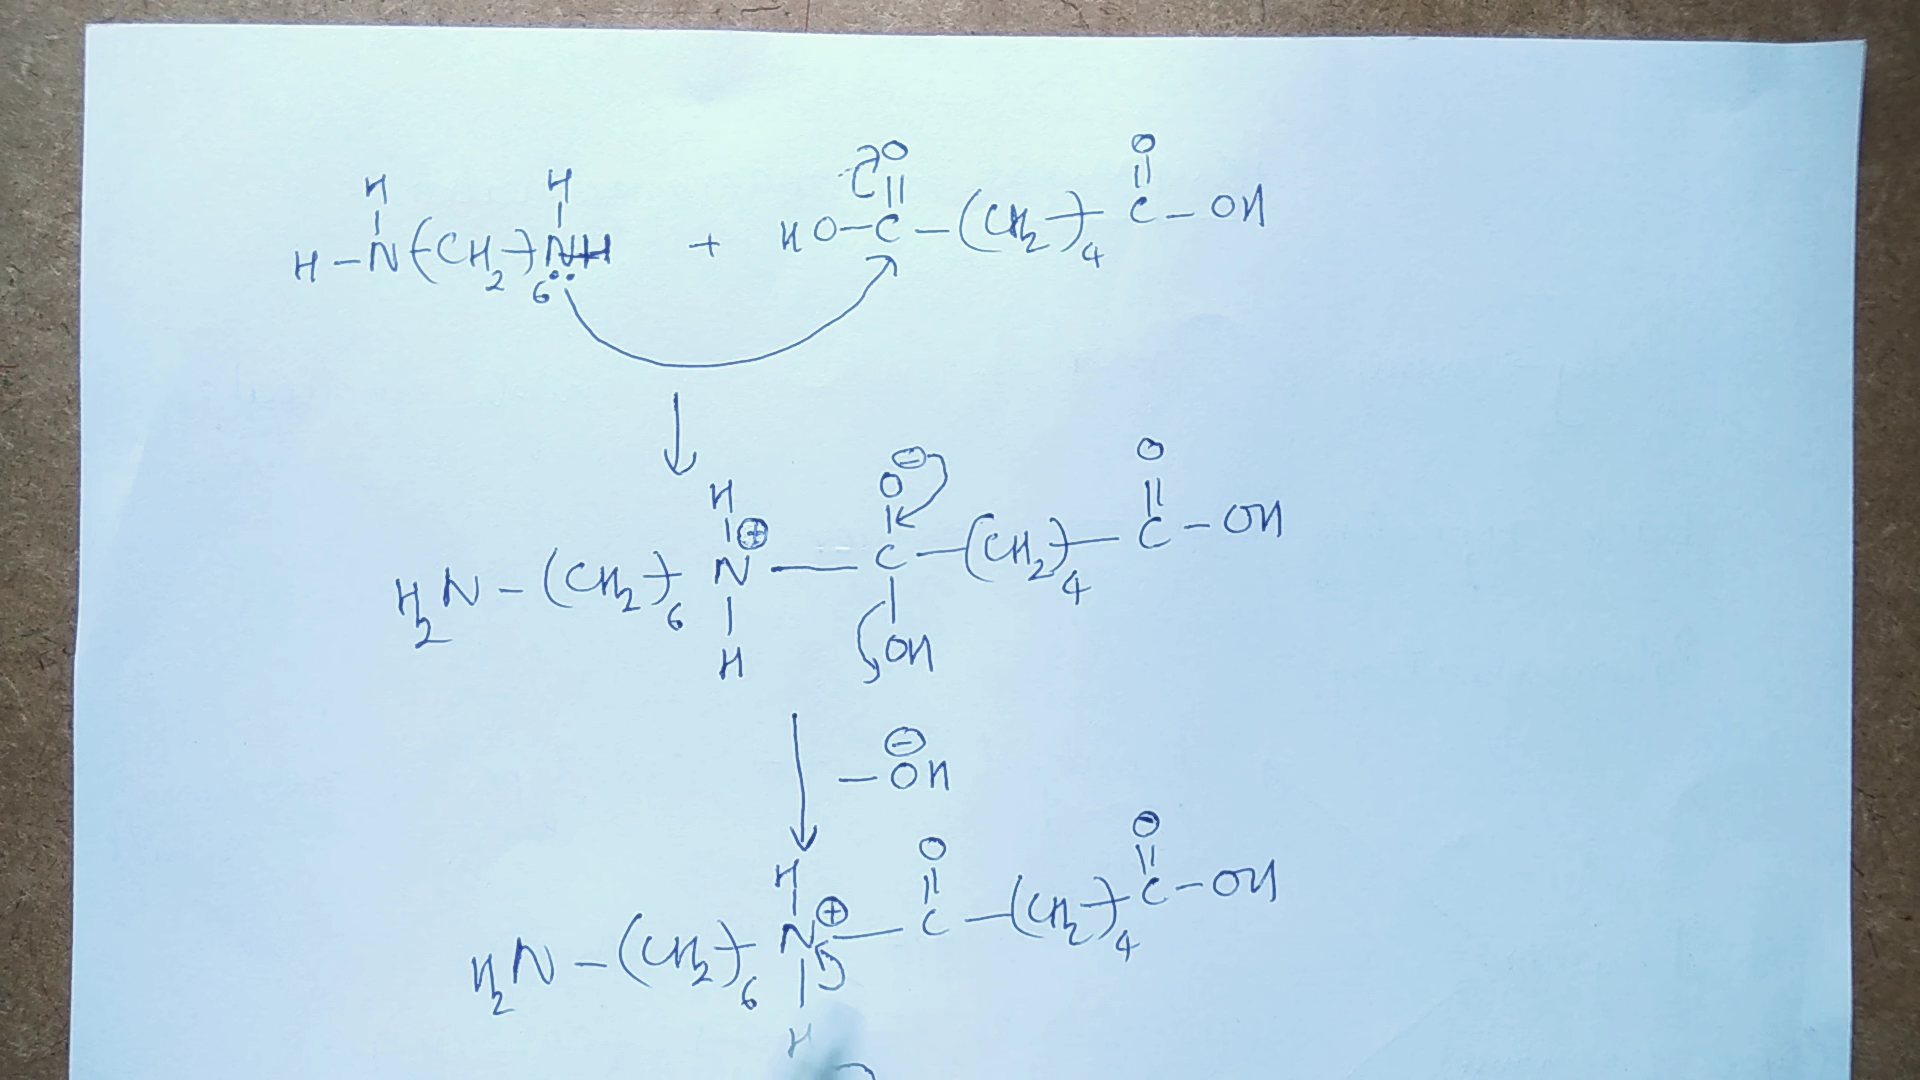 H H O O
H-N(CH2)6NH + HO-C-(CH2)4-C-OH
H O⊖ O
H2N-(CH2)6 N⊕-C-(CH2)4-C-OH
H OH
-⊖OH
H O O
H2N-(CH2)6 N⊕-C-(CH2)4-C-OH
H